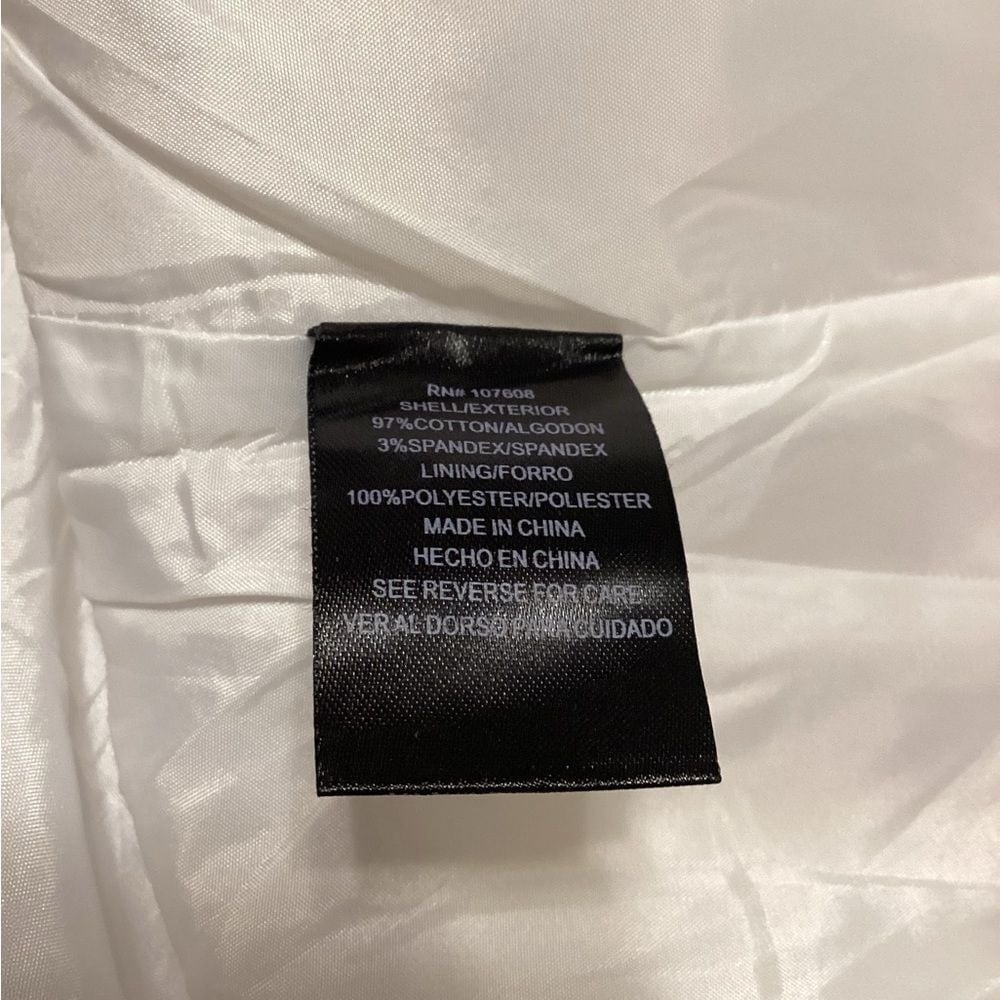 RN# 107608
SHELL/EXTERIOR
97%COTTON/ALGODON
3%SPANDEX/SPANDEX
LINING/FORRO
100%POLYESTER/POLIESTER
MADE IN CHINA
HECHO EN CHINA
SEE REVERSE FOR CARE
VER AL DORSO PARA CUIDADO